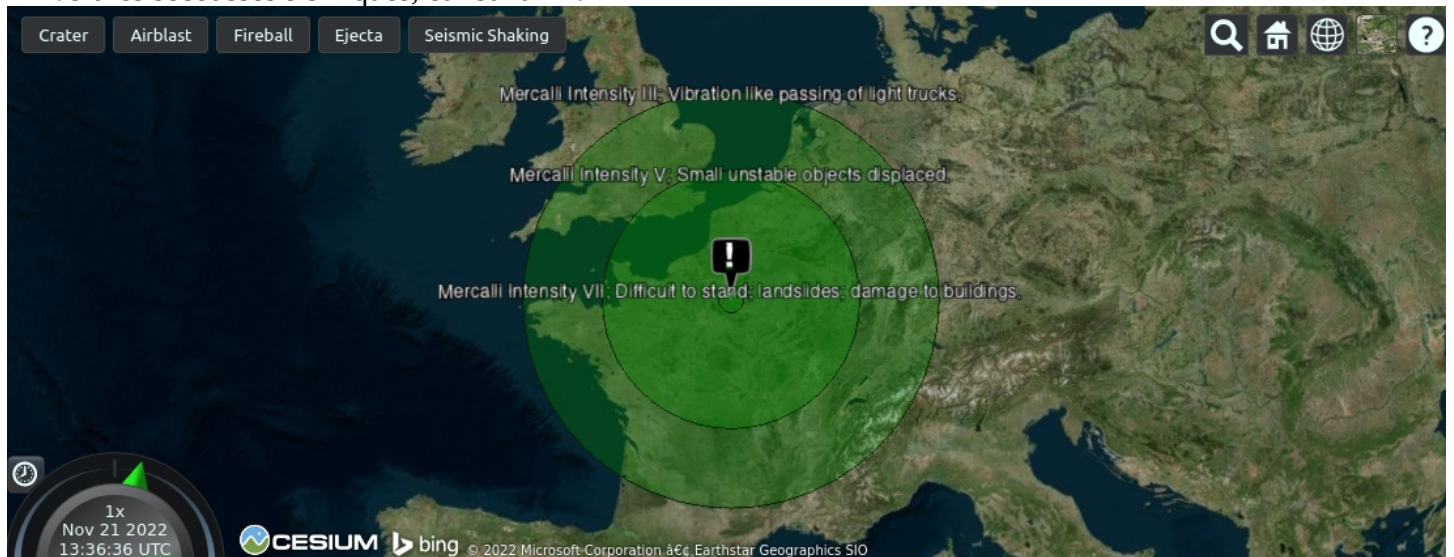 Crater Airblast Fireball Ejecta Seismic Shaking
Mercalli Intensity III; Vibration like passing of light trucks.
Mercalli Intensity V; Small unstable objects displaced.
Mercalli Intensity VII; Difficult to stand; landslides; damage to buildings.
1x
Nov 21 2022
13:36:36 UTC
CESIUM bing © 2022 Microsoft Corporation â€¢ Earthstar Geographics SIO